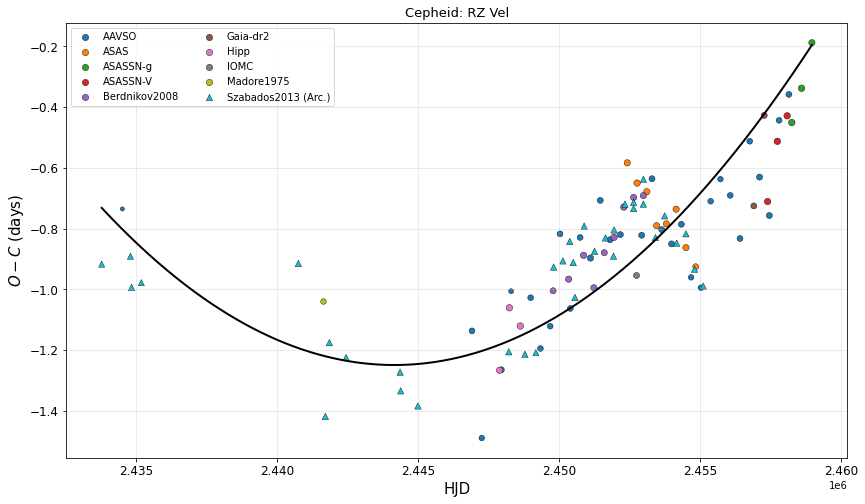 Cepheid: RZ Vel
AAVSO
ASAS
ASASSN-g
ASASSN-V
Berdnikov2008
Gaia-dr2
Hipp
IOMC
Madore1975
Szabados2013 (Arc.)
O − C (days)
−0.2
−0.4
−0.6
−0.8
−1.0
−1.2
−1.4
2.435 2.440 2.445 2.450 2.455 2.460
1e6
HJD